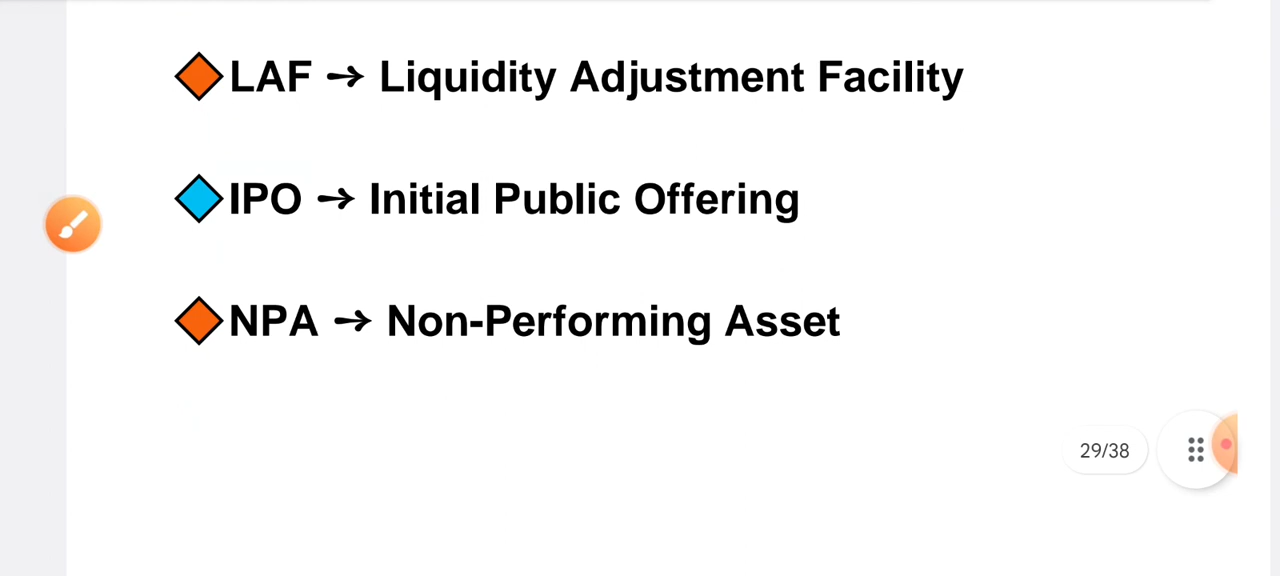 LAF → Liquidity Adjustment Facility
IPO → Initial Public Offering
NPA → Non-Performing Asset
29/38